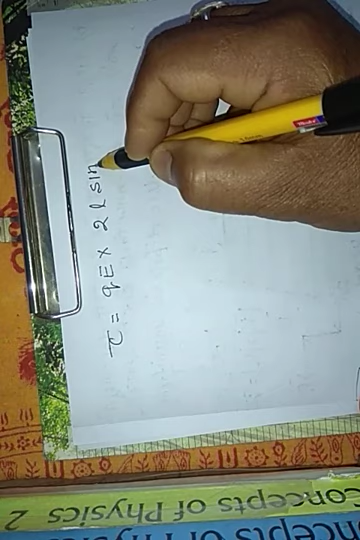 τ = qE × 2l sin
Concepts of Physics 2